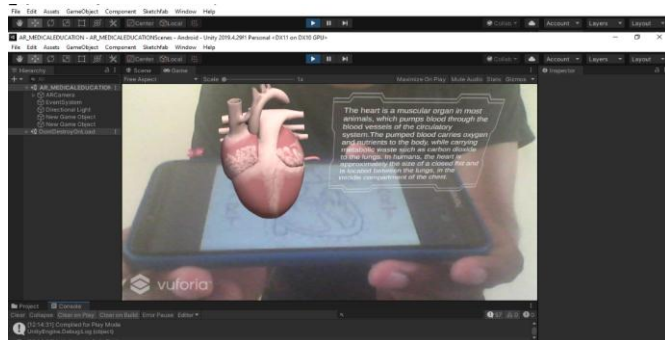 File Edit Assets GameObject Component Sketchfab Window Help
Center Local
Collab Account Layers Layout
AR_MEDICALEDUCATION - AR_MEDICALEDUCATIONScenes - Android - Unity 2019.4.29f1 Personal <DX11 on DX10 GPU>
File Edit Assets GameObject Component Sketchfab Window Help
Center Local
Collab Account Layers Layout
Hierarchy Scene Game Inspector
Free Aspect Scale 1x Maximize On Play Mute Audio Stats Gizmos
AR_MEDICALEDUCATION
ARCamera
EventSystem
Directional Light
New Game Object
New Game Object
DontDestroyOnLoad
The heart is a muscular organ in most
animals, which pumps blood through the
blood vessels of the circulatory
system.The pumped blood carries oxygen
and nutrients to the body, while carrying
metabolic waste such as carbon dioxide
to the lungs. In humans, the heart is
approximately the size of a closed fist and
is located between the lungs, in the
middle compartment of the chest.
vuforia
Project Console
Clear Collapse Clear on Play Clear on Build Error Pause Editor
[12:14:31] Compiled for Play Mode
UnityEngine.Debug:Log (object)